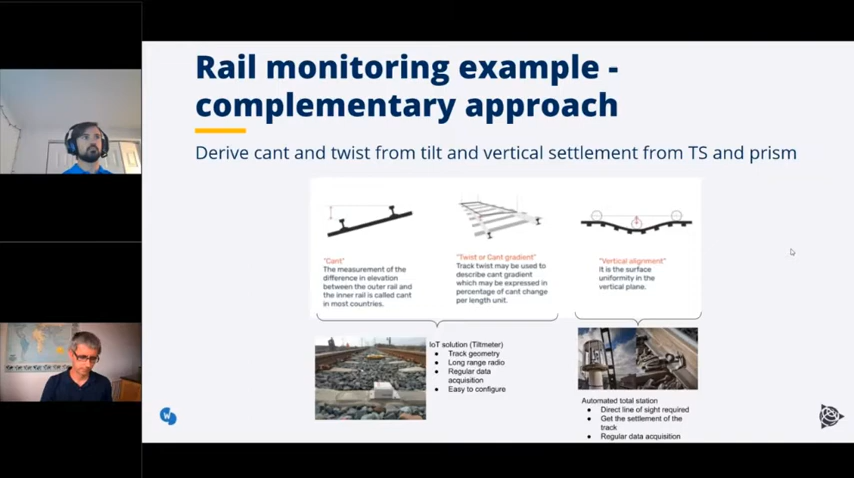 Rail monitoring example -
complementary approach
Derive cant and twist from tilt and vertical settlement from TS and prism
"Cant"
The measurement of the
difference in elevation
between the outer rail and
the inner rail is called cant
in most countries.
"Twist or Cant gradient"
Track twist may be used to
describe cant gradient
which may be expressed in
percentage of cant change
per length unit.
"Vertical alignment"
It is the surface
uniformity in the
vertical plane.
IoT solution (Tiltmeter)
Track geometry
Long range radio
Regular data
acquisition
Easy to configure
Automated total station
Direct line of sight required
Get the settlement of the
track
Regular data acquisition
W